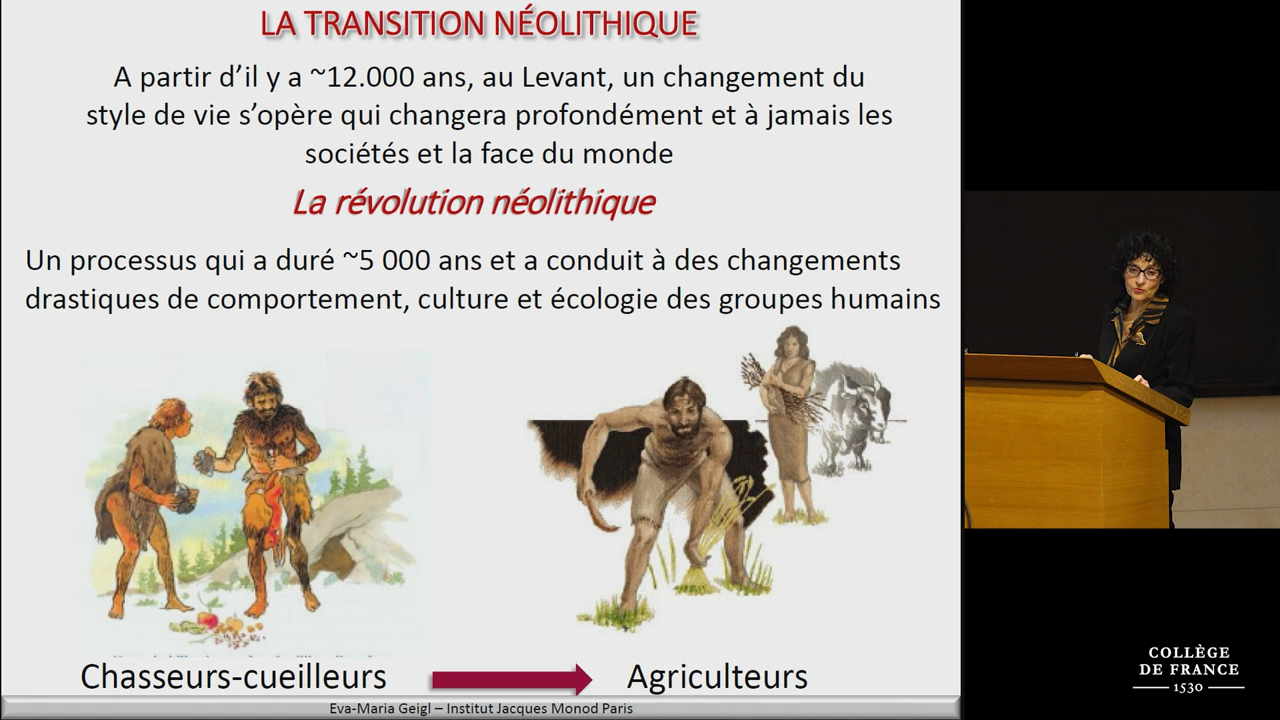 LA TRANSITION NÉOLITHIQUE
A partir d’il y a ~12.000 ans, au Levant, un changement du
style de vie s’opère qui changera profondément et à jamais les
sociétés et la face du monde
La révolution néolithique
Un processus qui a duré ~5 000 ans et a conduit à des changements
drastiques de comportement, culture et écologie des groupes humains
Chasseurs-cueilleurs
Agriculteurs
Eva-Maria Geigl – Institut Jacques Monod Paris
COLLÈGE
DE FRANCE
1530